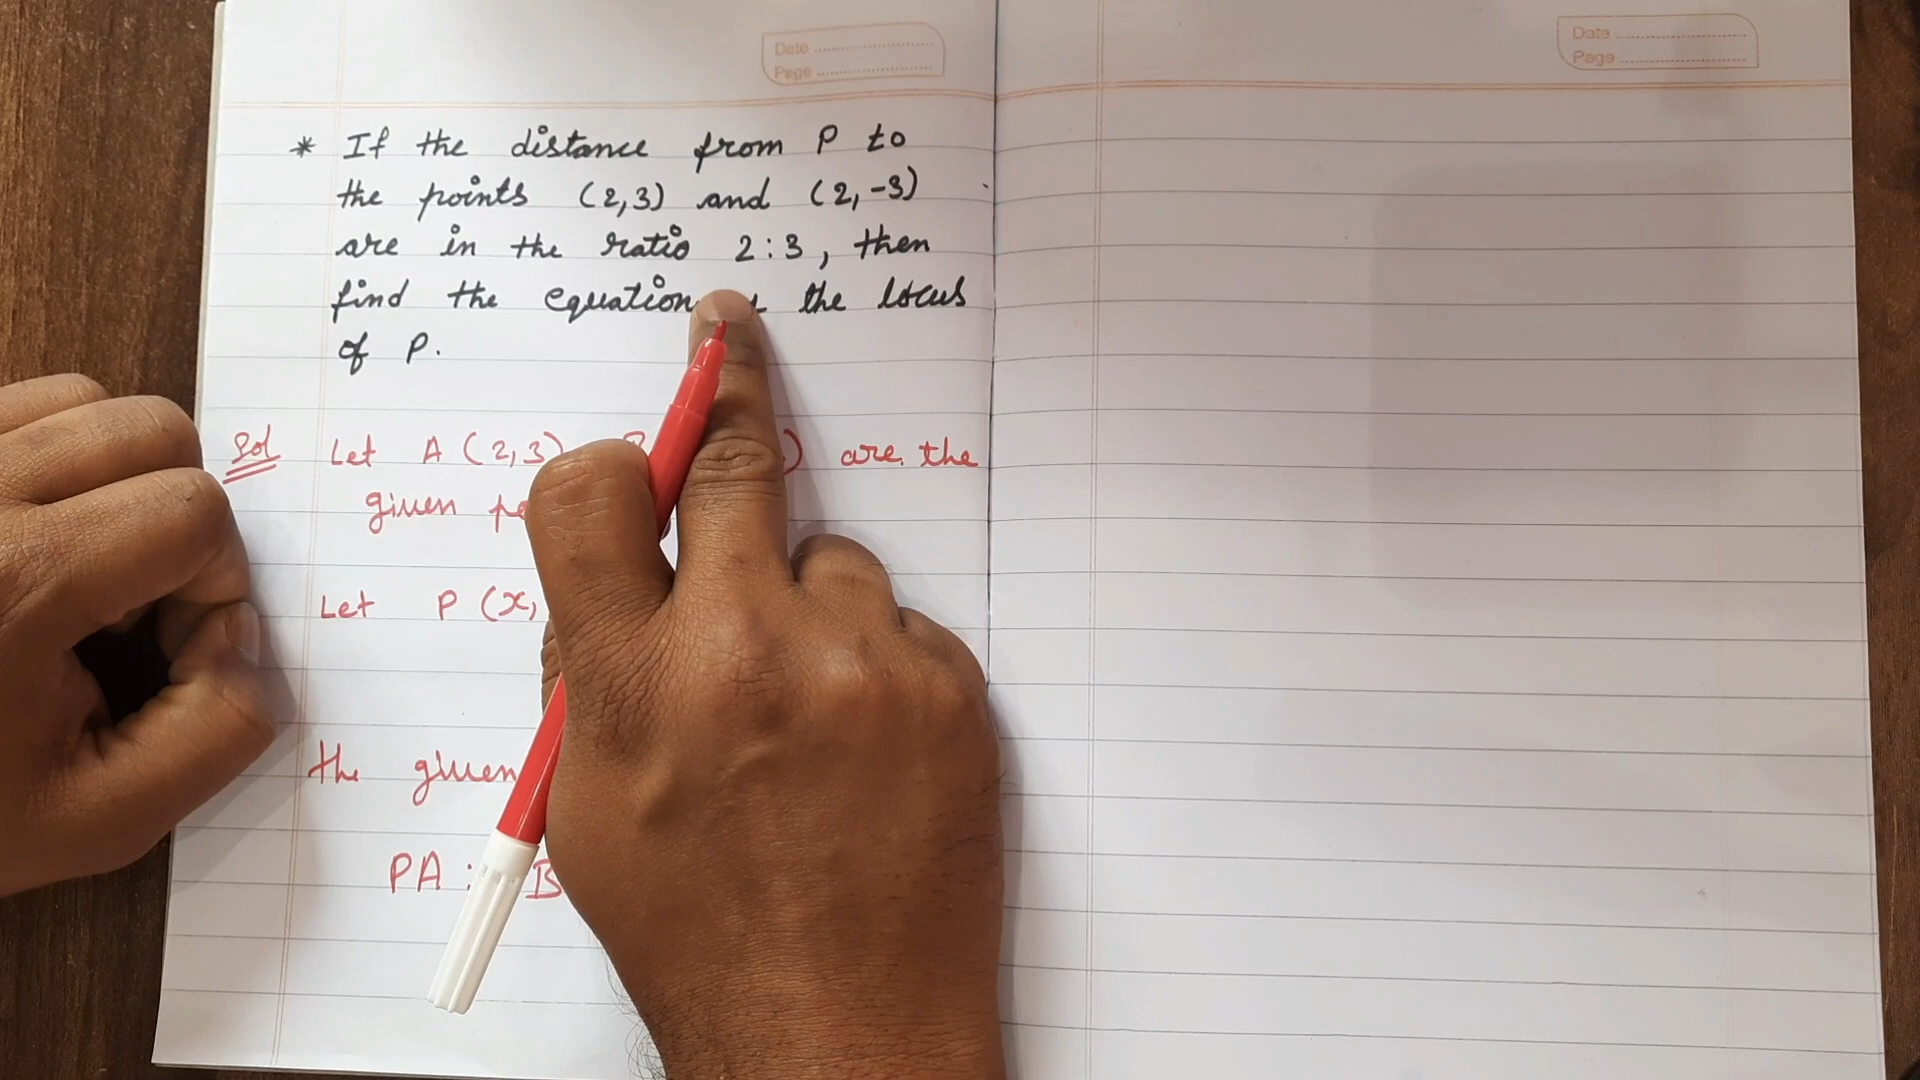 Date
Page
Date
Page
* If the distance from P to
the points (2,3) and (2,-3)
are in the ratio 2:3, then
find the equation the locus
of P.
Sol Let A (2,3) are the
given
Let P (x,
the given
PA : B